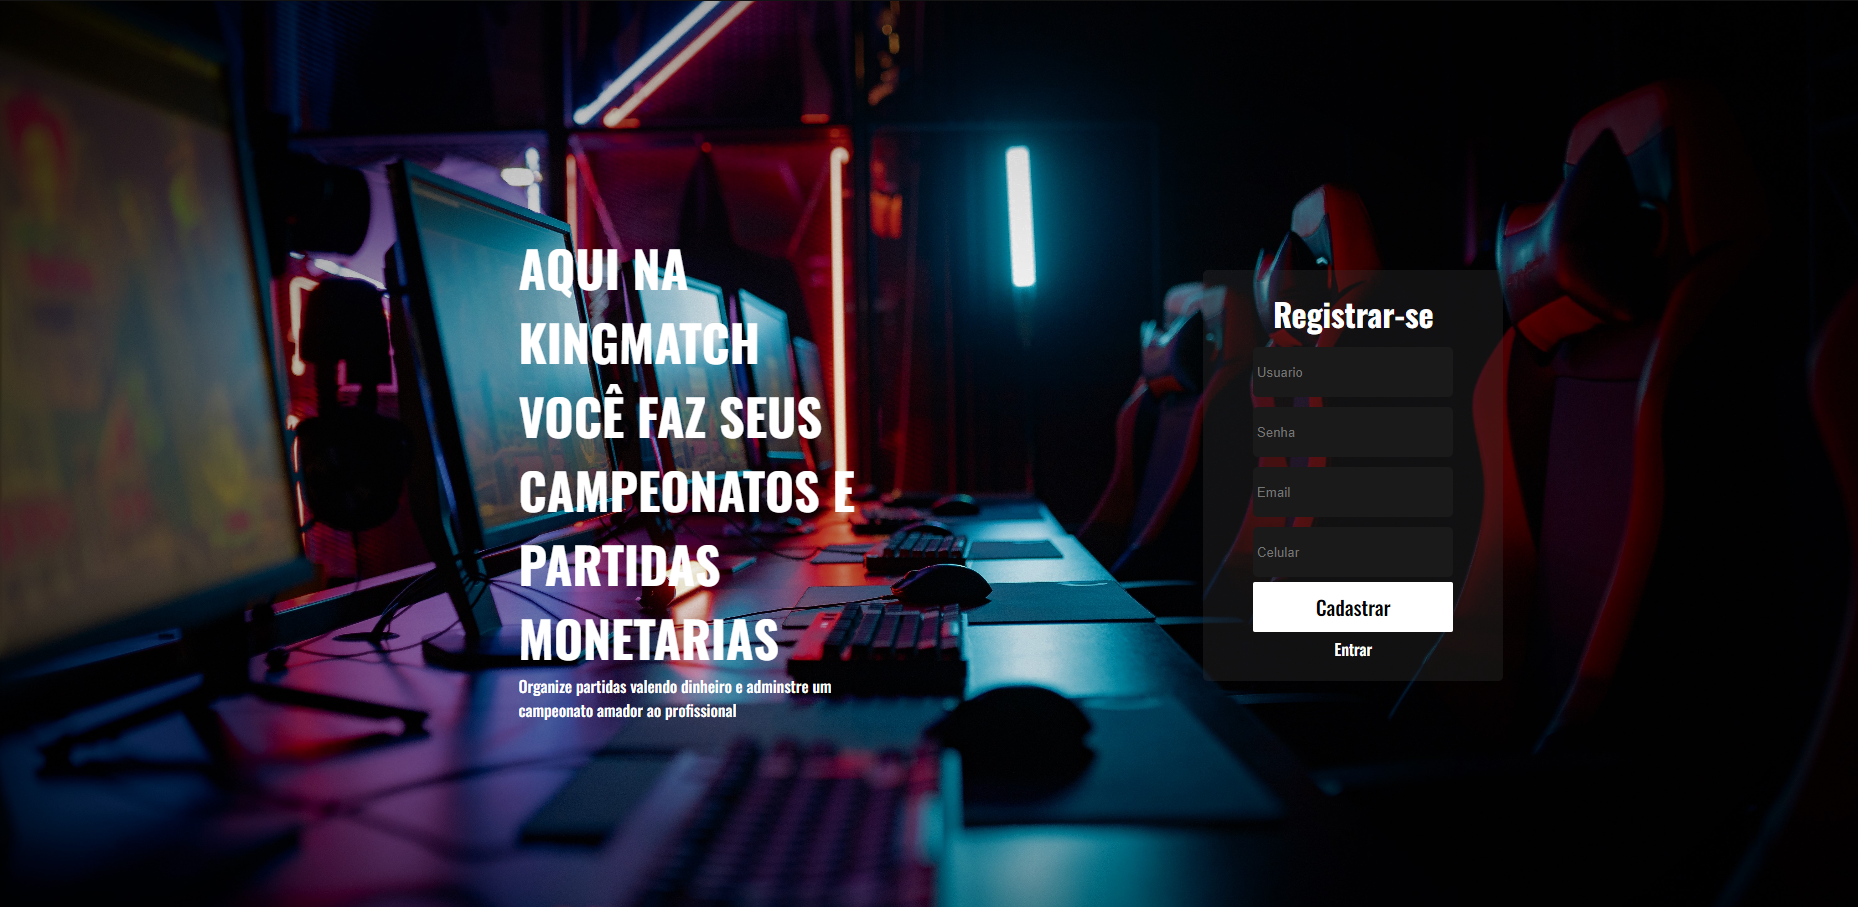 AQUI NA
KINGMATCH
VOCÊ FAZ SEUS
CAMPEONATOS E
PARTIDAS
MONETARIAS
Organize partidas valendo dinheiro e adminstre um
campeonato amador ao profissional
Registrar-se
Usuario
Senha
Email
Celular
Cadastrar
Entrar